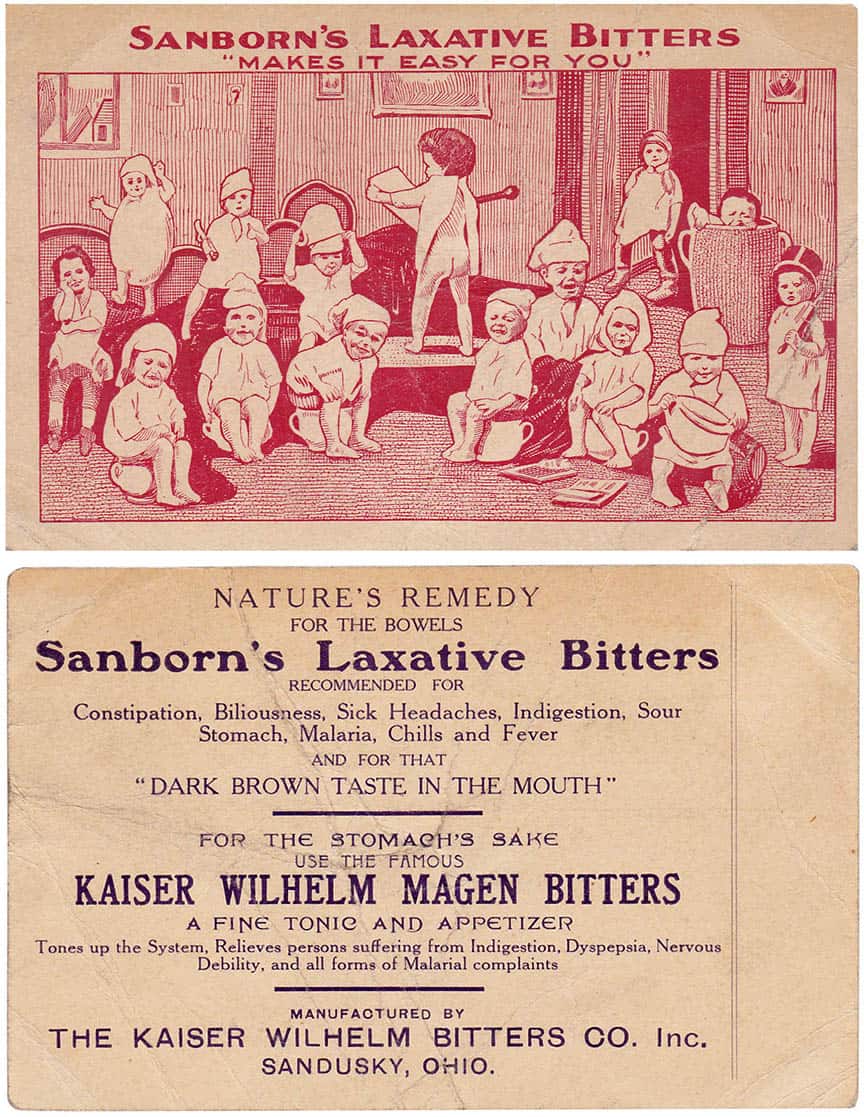 SANBORN'S LAXATIVE BITTERS
"MAKES IT EASY FOR YOU"
7
NATURE'S REMEDY
FOR THE BOWELS
Sanborn's Laxative Bitters
RECOMMENDED FOR
Constipation, Biliousness, Sick Headaches, Indigestion, Sour
Stomach, Malaria, Chills and Fever
AND FOR THAT
"DARK BROWN TASTE IN THE MOUTH"
FOR THE STOMACH'S SAKE
USE THE FAMOUS
KAISER WILHELM MAGEN BITTERS
A FINE TONIC AND APPETIZER
Tones up the System, Relieves persons suffering from Indigestion, Dyspepsia, Nervous
Debility, and all forms of Malarial complaints
MANUFACTURED BY
THE KAISER WILHELM BITTERS CO. Inc.
SANDUSKY, OHIO.